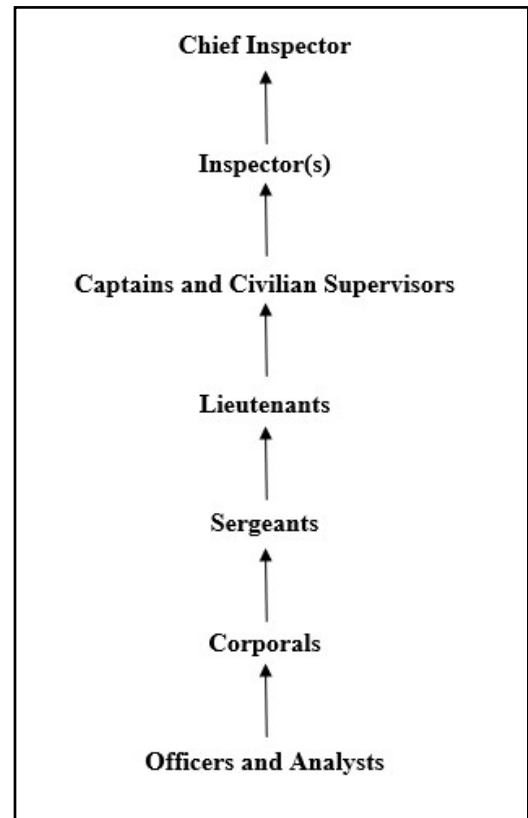 Chief Inspector
Inspector(s)
Captains and Civilian Supervisors
Lieutenants
Sergeants
Corporals
Officers and Analysts